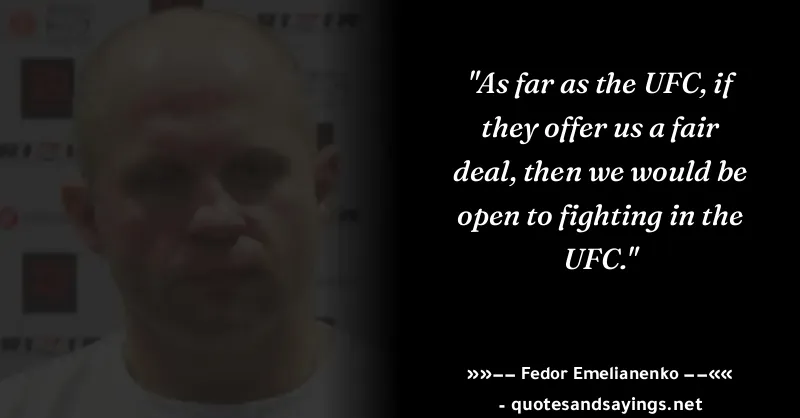 "As far as the UFC, if
they offer us a fair
deal, then we would be
open to fighting in the
UFC."
»»−− Fedor Emelianenko −−««
- quotesandsayings.net